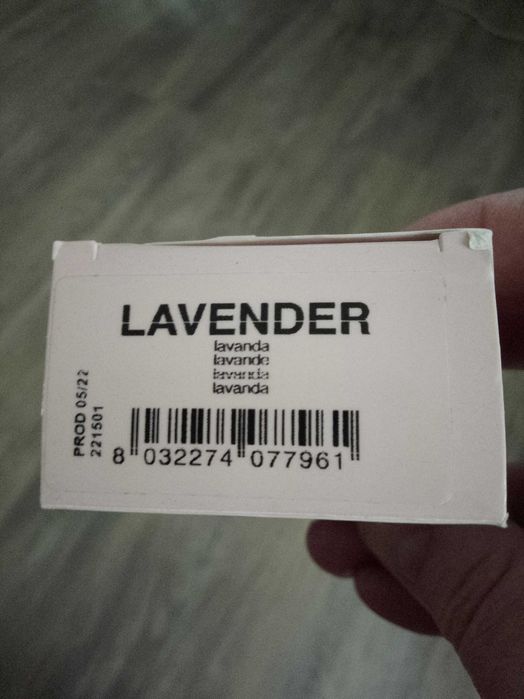 LAVENDER
lavanda
lavande
lavanda
lavanda
PROD 05/22
221501
8 032274 077961